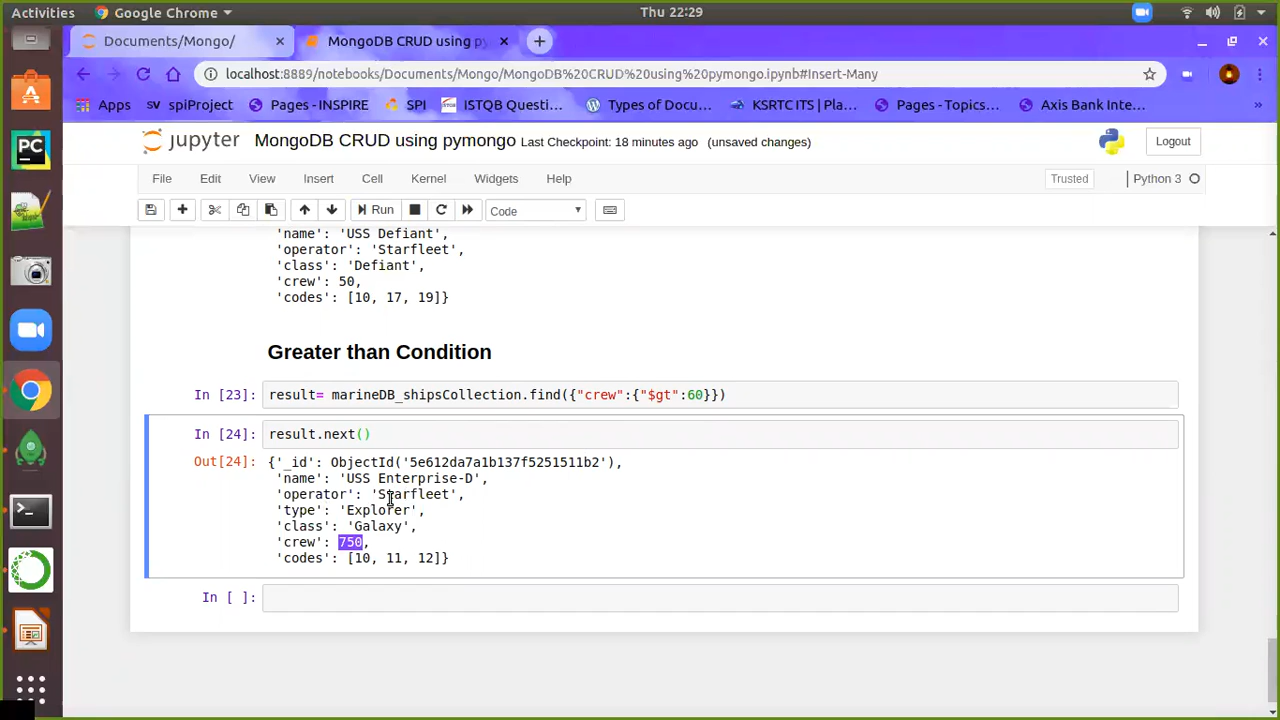 Activities
Google Chrome
Thu 22:29
Documents/Mongo/
MongoDB CRUD using py
localhost:8889/notebooks/Documents/Mongo/MongoDB%20CRUD%20using%20pymongo.ipynb#Insert-Many
Apps
SV spiProject
Pages - INSPIRE
SPI
ISTQB Questi…
Types of Docu…
KSRTC ITS | Pla…
Pages - Topics…
Axis Bank Inte…
»
jupyter
MongoDB CRUD using pymongo Last Checkpoint: 18 minutes ago (unsaved changes)
Logout
File
Edit
View
Insert
Cell
Kernel
Widgets
Help
Trusted
Python 3
Run
Code
PC
'name': 'USS Defiant',
'operator': 'Starfleet',
'class': 'Defiant',
'crew': 50,
'codes': [10, 17, 19]}
Greater than Condition
In [23]: result= marineDB_shipsCollection.find({"crew":{"$gt":60}})
In [24]: result.next()
Out[24]: {'_id': ObjectId('5e612da7a1b137f5251511b2'),
'name': 'USS Enterprise-D',
'operator': 'Starfleet',
'type': 'Explorer',
'class': 'Galaxy',
'crew': 750,
'codes': [10, 11, 12]}
In [ ]: